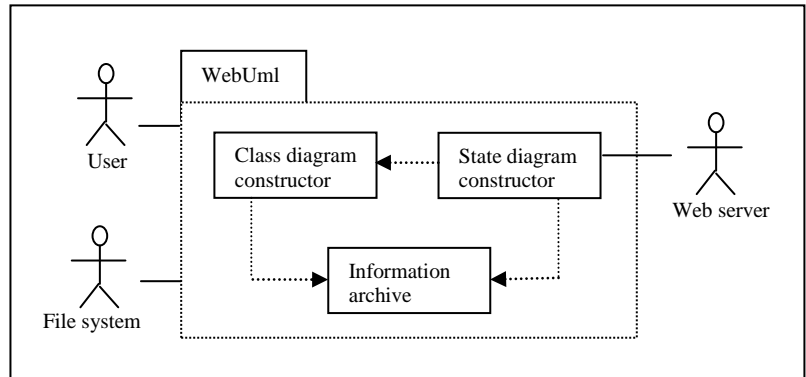 WebUml
User
Class diagram
constructor
State diagram
constructor
Web server
Information
archive
File system